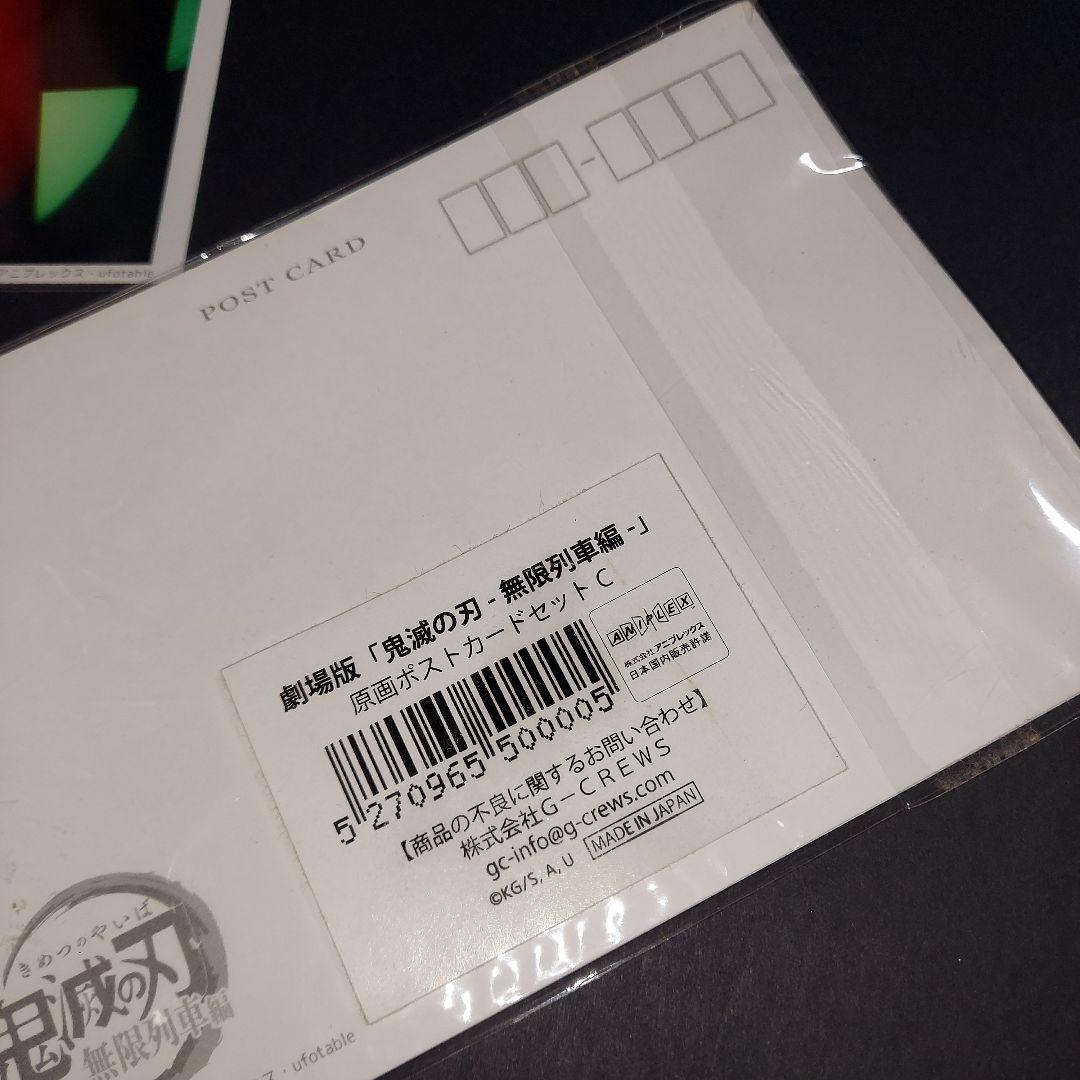 アニプレックス・ufotable
POST CARD
劇場版「鬼滅の刃 - 無限列車編 -」
原画ポストカードセット C
5 270965 500005
ANIPLEX
株式会社アニプレックス
日本国内販売許諾
【商品の不良に関するお問い合わせ】
株式会社G－CREWS
gc-info@g-crews.com
©KG/S, A, U MADE IN JAPAN
きめつのやいば
鬼滅の刃
無限列車編
クス・ufotable